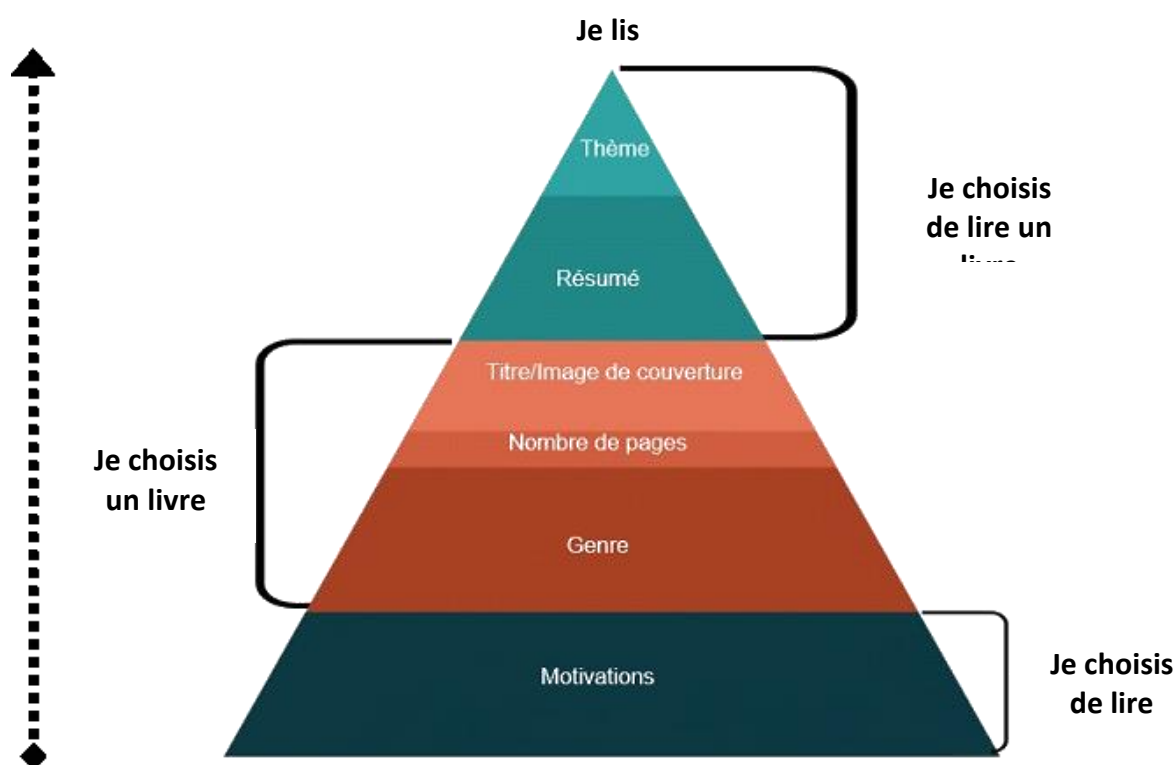 Je lis
Thème
Je choisis
de lire un
Résumé
Titre/Image de couverture
Nombre de pages
Je choisis
un livre
Genre
Motivations
Je choisis
de lire